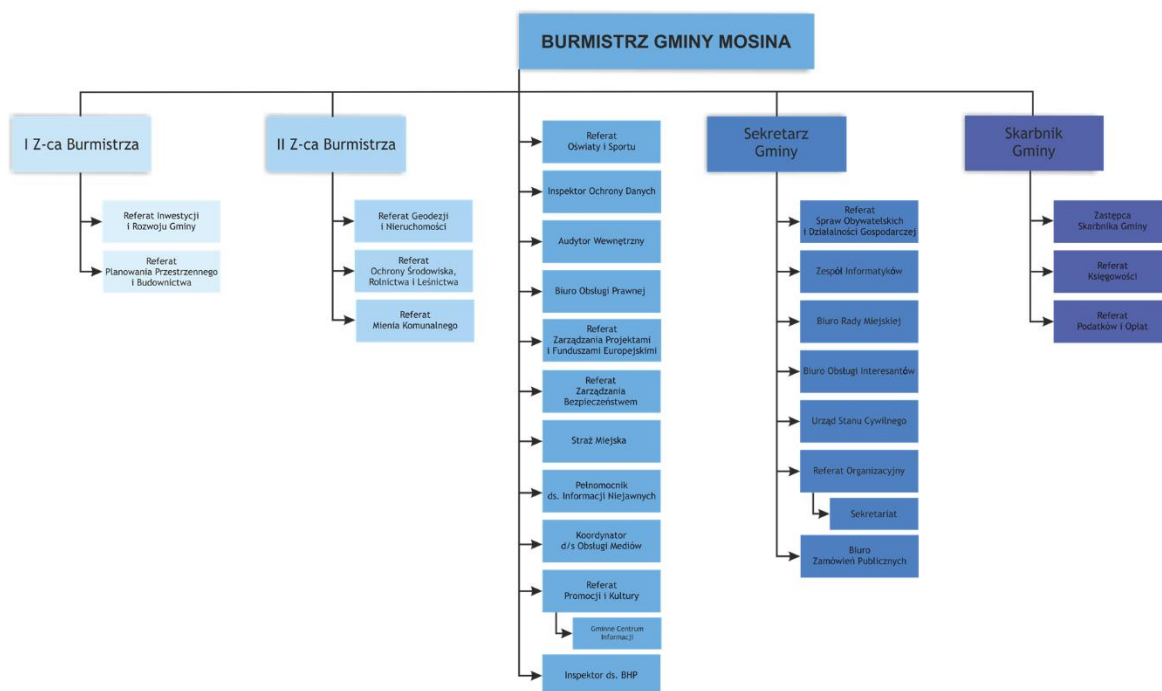 BURMISTRZ GMINY MOSINA
I Z-ca Burmistrza
Referat Inwestycji
i Rozwoju Gminy
Referat
Planowania Przestrzennego
i Budownictwa
II Z-ca Burmistrza
Referat Geodezji
i Nieruchomości
Referat
Ochrony Środowiska,
Rolnictwa i Leśnictwa
Referat
Mienia Komunalnego
Referat
Oświaty i Sportu
Inspektor Ochrony Danych
Audytor Wewnętrzny
Biuro Obsługi Prawnej
Referat
Zarządzania Projektami
i Funduszami Europejskimi
Referat
Zarządzania
Bezpieczeństwem
Straż Miejska
Pełnomocnik
ds. Informacji Niejawnych
Koordynator
d/s Obsługi Mediów
Referat
Promocji i Kultury
Gminne Centrum
Informacji
Inspektor ds. BHP
Sekretarz
Gminy
Referat
Spraw Obywatelskich
i Działalności Gospodarczej
Zespół Informatyków
Biuro Rady Miejskiej
Biuro Obsługi Interesantów
Urząd Stanu Cywilnego
Referat Organizacyjny
Sekretariat
Biuro
Zamówień Publicznych
Skarbnik
Gminy
Zastępca
Skarbnika Gminy
Referat
Księgowości
Referat
Podatków i Opłat